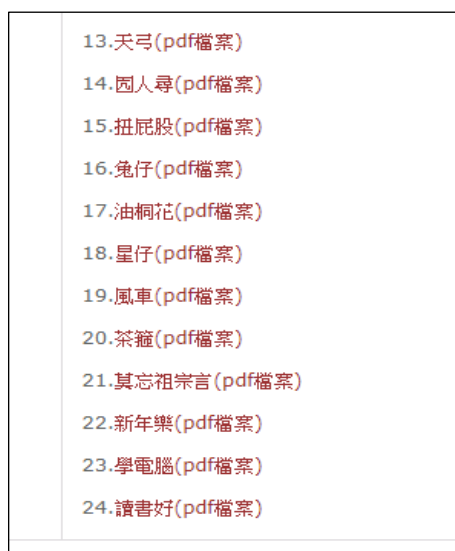 13.天弓(pdf檔案)
14.囥人尋(pdf檔案)
15.扭屁股(pdf檔案)
16.兔仔(pdf檔案)
17.油桐花(pdf檔案)
18.星仔(pdf檔案)
19.風車(pdf檔案)
20.茶箍(pdf檔案)
21.莫忘祖宗言(pdf檔案)
22.新年樂(pdf檔案)
23.學電腦(pdf檔案)
24.讀書好(pdf檔案)